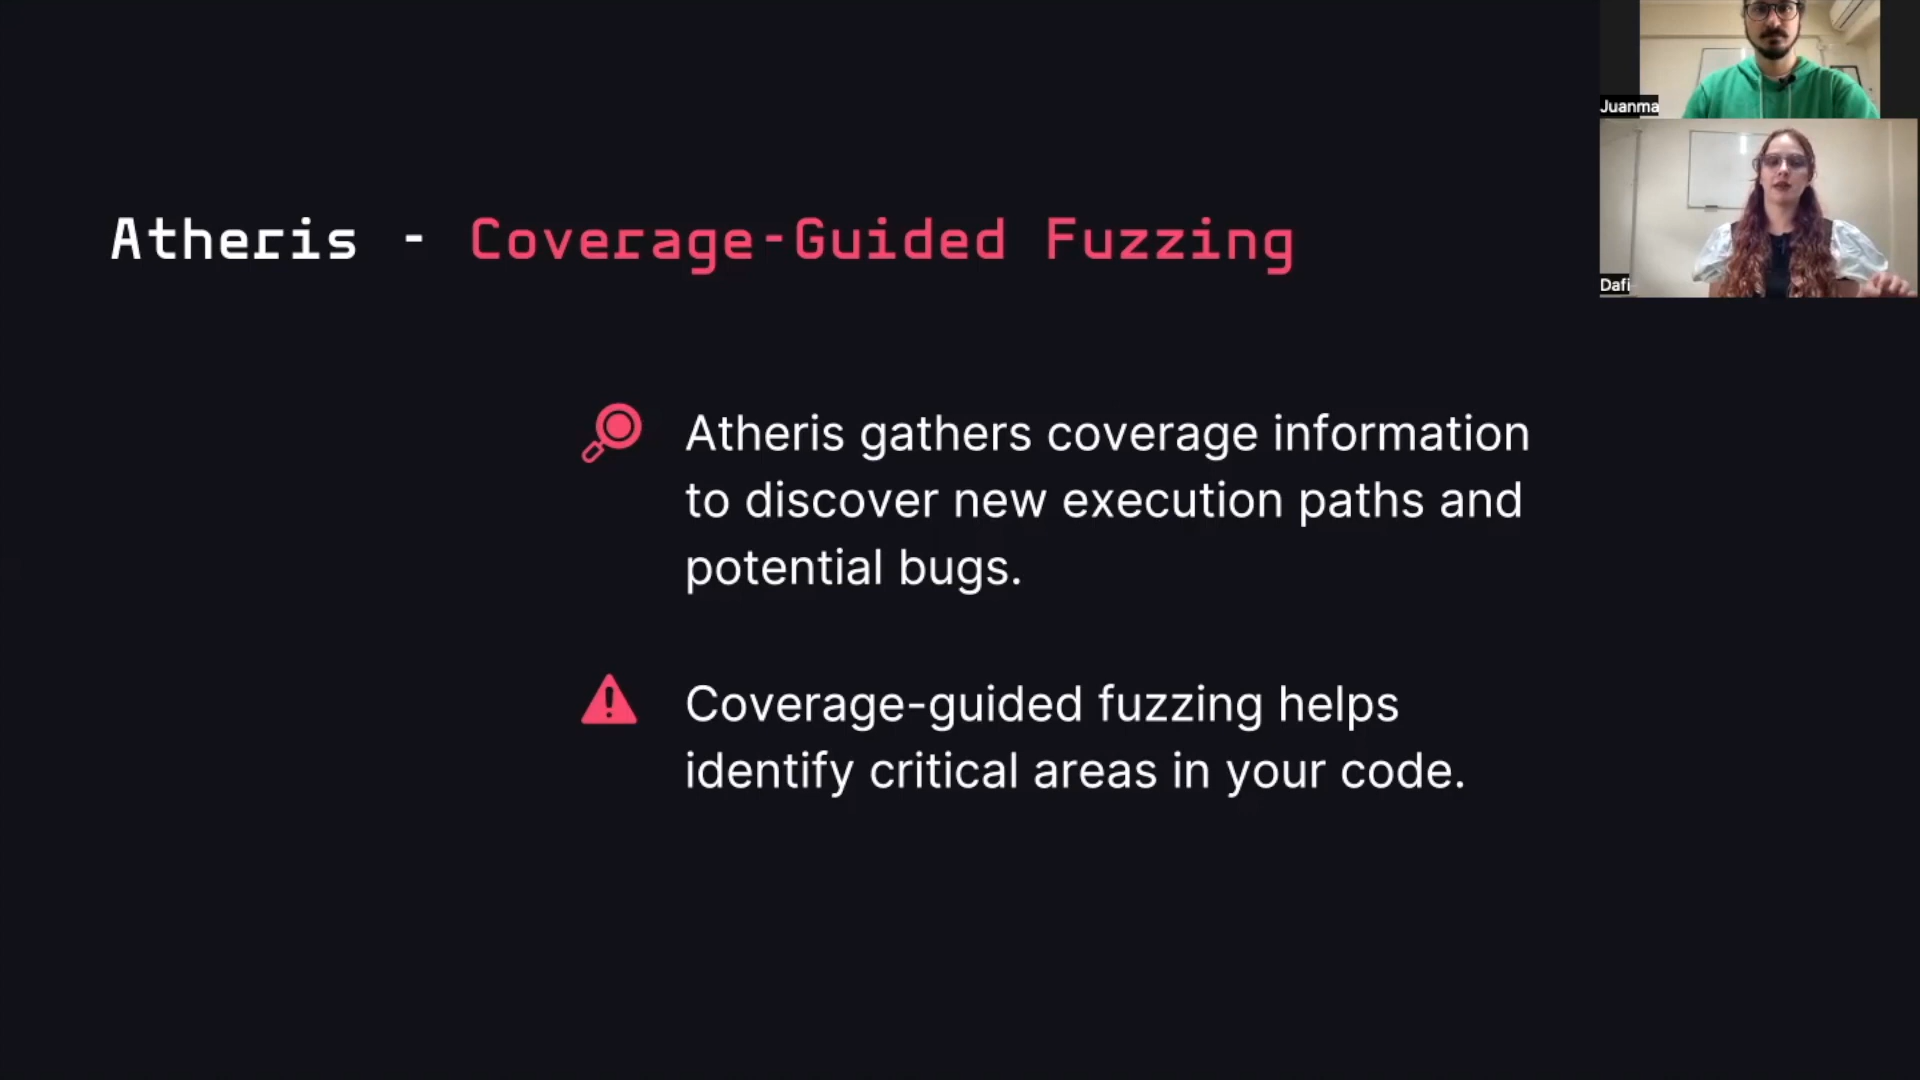 Juanma
Dafi
Atheris - Coverage-Guided Fuzzing
Atheris gathers coverage information
to discover new execution paths and
potential bugs.
Coverage-guided fuzzing helps
identify critical areas in your code.